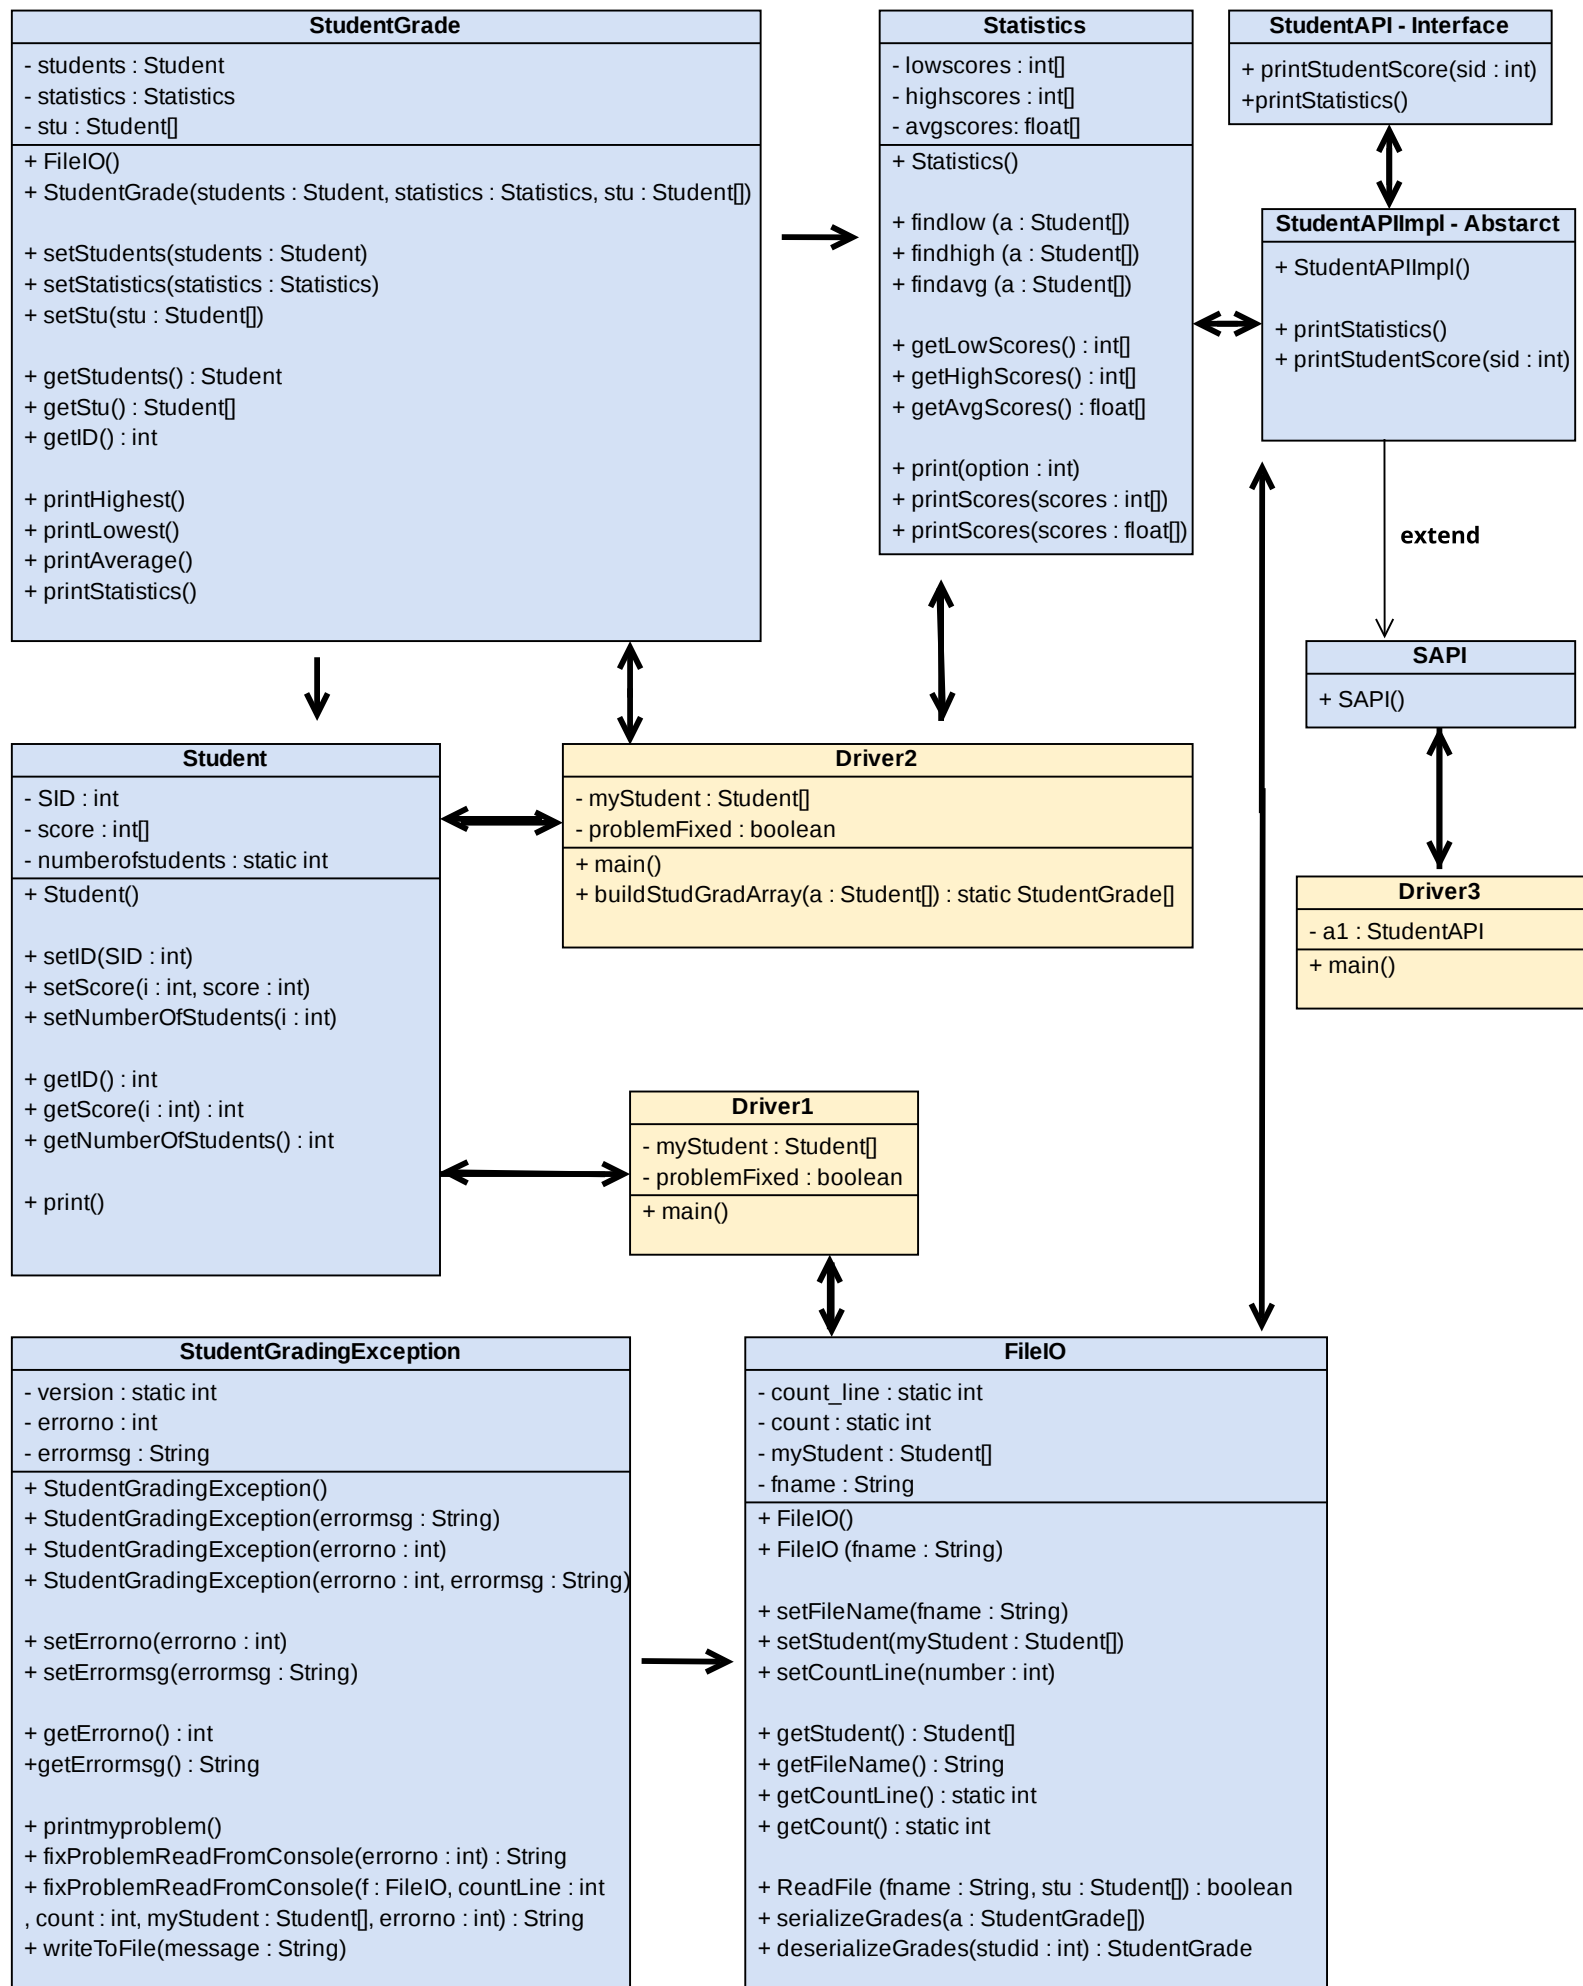 StudentGrade
- students : Student
- statistics : Statistics
- stu : Student[]
+ FileIO()
+ StudentGrade(students : Student, statistics : Statistics, stu : Student[])
+ setStudents(students : Student)
+ setStatistics(statistics : Statistics)
+ setStu(stu : Student[])
+ getStudents() : Student
+ getStu() : Student[]
+ getID() : int
+ printHighest()
+ printLowest()
+ printAverage()
+ printStatistics()
Statistics
- lowscores : int[]
- highscores : int[]
- avgscores: float[]
+ Statistics()
+ findlow (a : Student[])
+ findhigh (a : Student[])
+ findavg (a : Student[])
+ getLowScores() : int[]
+ getHighScores() : int[]
+ getAvgScores() : float[]
+ print(option : int)
+ printScores(scores : int[])
+ printScores(scores : float[])
StudentAPI - Interface
+ printStudentScore(sid : int)
+printStatistics()
StudentAPIImpl - Abstarct
+ StudentAPIImpl()
+ printStatistics()
+ printStudentScore(sid : int)
extend
SAPI
+ SAPI()
Student
- SID : int
- score : int[]
- numberofstudents : static int
+ Student()
+ setID(SID : int)
+ setScore(i : int, score : int)
+ setNumberOfStudents(i : int)
+ getID() : int
+ getScore(i : int) : int
+ getNumberOfStudents() : int
+ print()
Driver2
- myStudent : Student[]
- problemFixed : boolean
+ main()
+ buildStudGradArray(a : Student[]) : static StudentGrade[]
Driver3
- a1 : StudentAPI
+ main()
Driver1
- myStudent : Student[]
- problemFixed : boolean
+ main()
StudentGradingException
- version : static int
- errorno : int
- errormsg : String
+ StudentGradingException()
+ StudentGradingException(errormsg : String)
+ StudentGradingException(errorno : int)
+ StudentGradingException(errorno : int, errormsg : String)
+ setErrorno(errorno : int)
+ setErrormsg(errormsg : String)
+ getErrorno() : int
+getErrormsg() : String
+ printmyproblem()
+ fixProblemReadFromConsole(errorno : int) : String
+ fixProblemReadFromConsole(f : FileIO, countLine : int
, count : int, myStudent : Student[], errorno : int) : String
+ writeToFile(message : String)
FileIO
- count_line : static int
- count : static int
- myStudent : Student[]
- fname : String
+ FileIO()
+ FileIO (fname : String)
+ setFileName(fname : String)
+ setStudent(myStudent : Student[])
+ setCountLine(number : int)
+ getStudent() : Student[]
+ getFileName() : String
+ getCountLine() : static int
+ getCount() : static int
+ ReadFile (fname : String, stu : Student[]) : boolean
+ serializeGrades(a : StudentGrade[])
+ deserializeGrades(studid : int) : StudentGrade